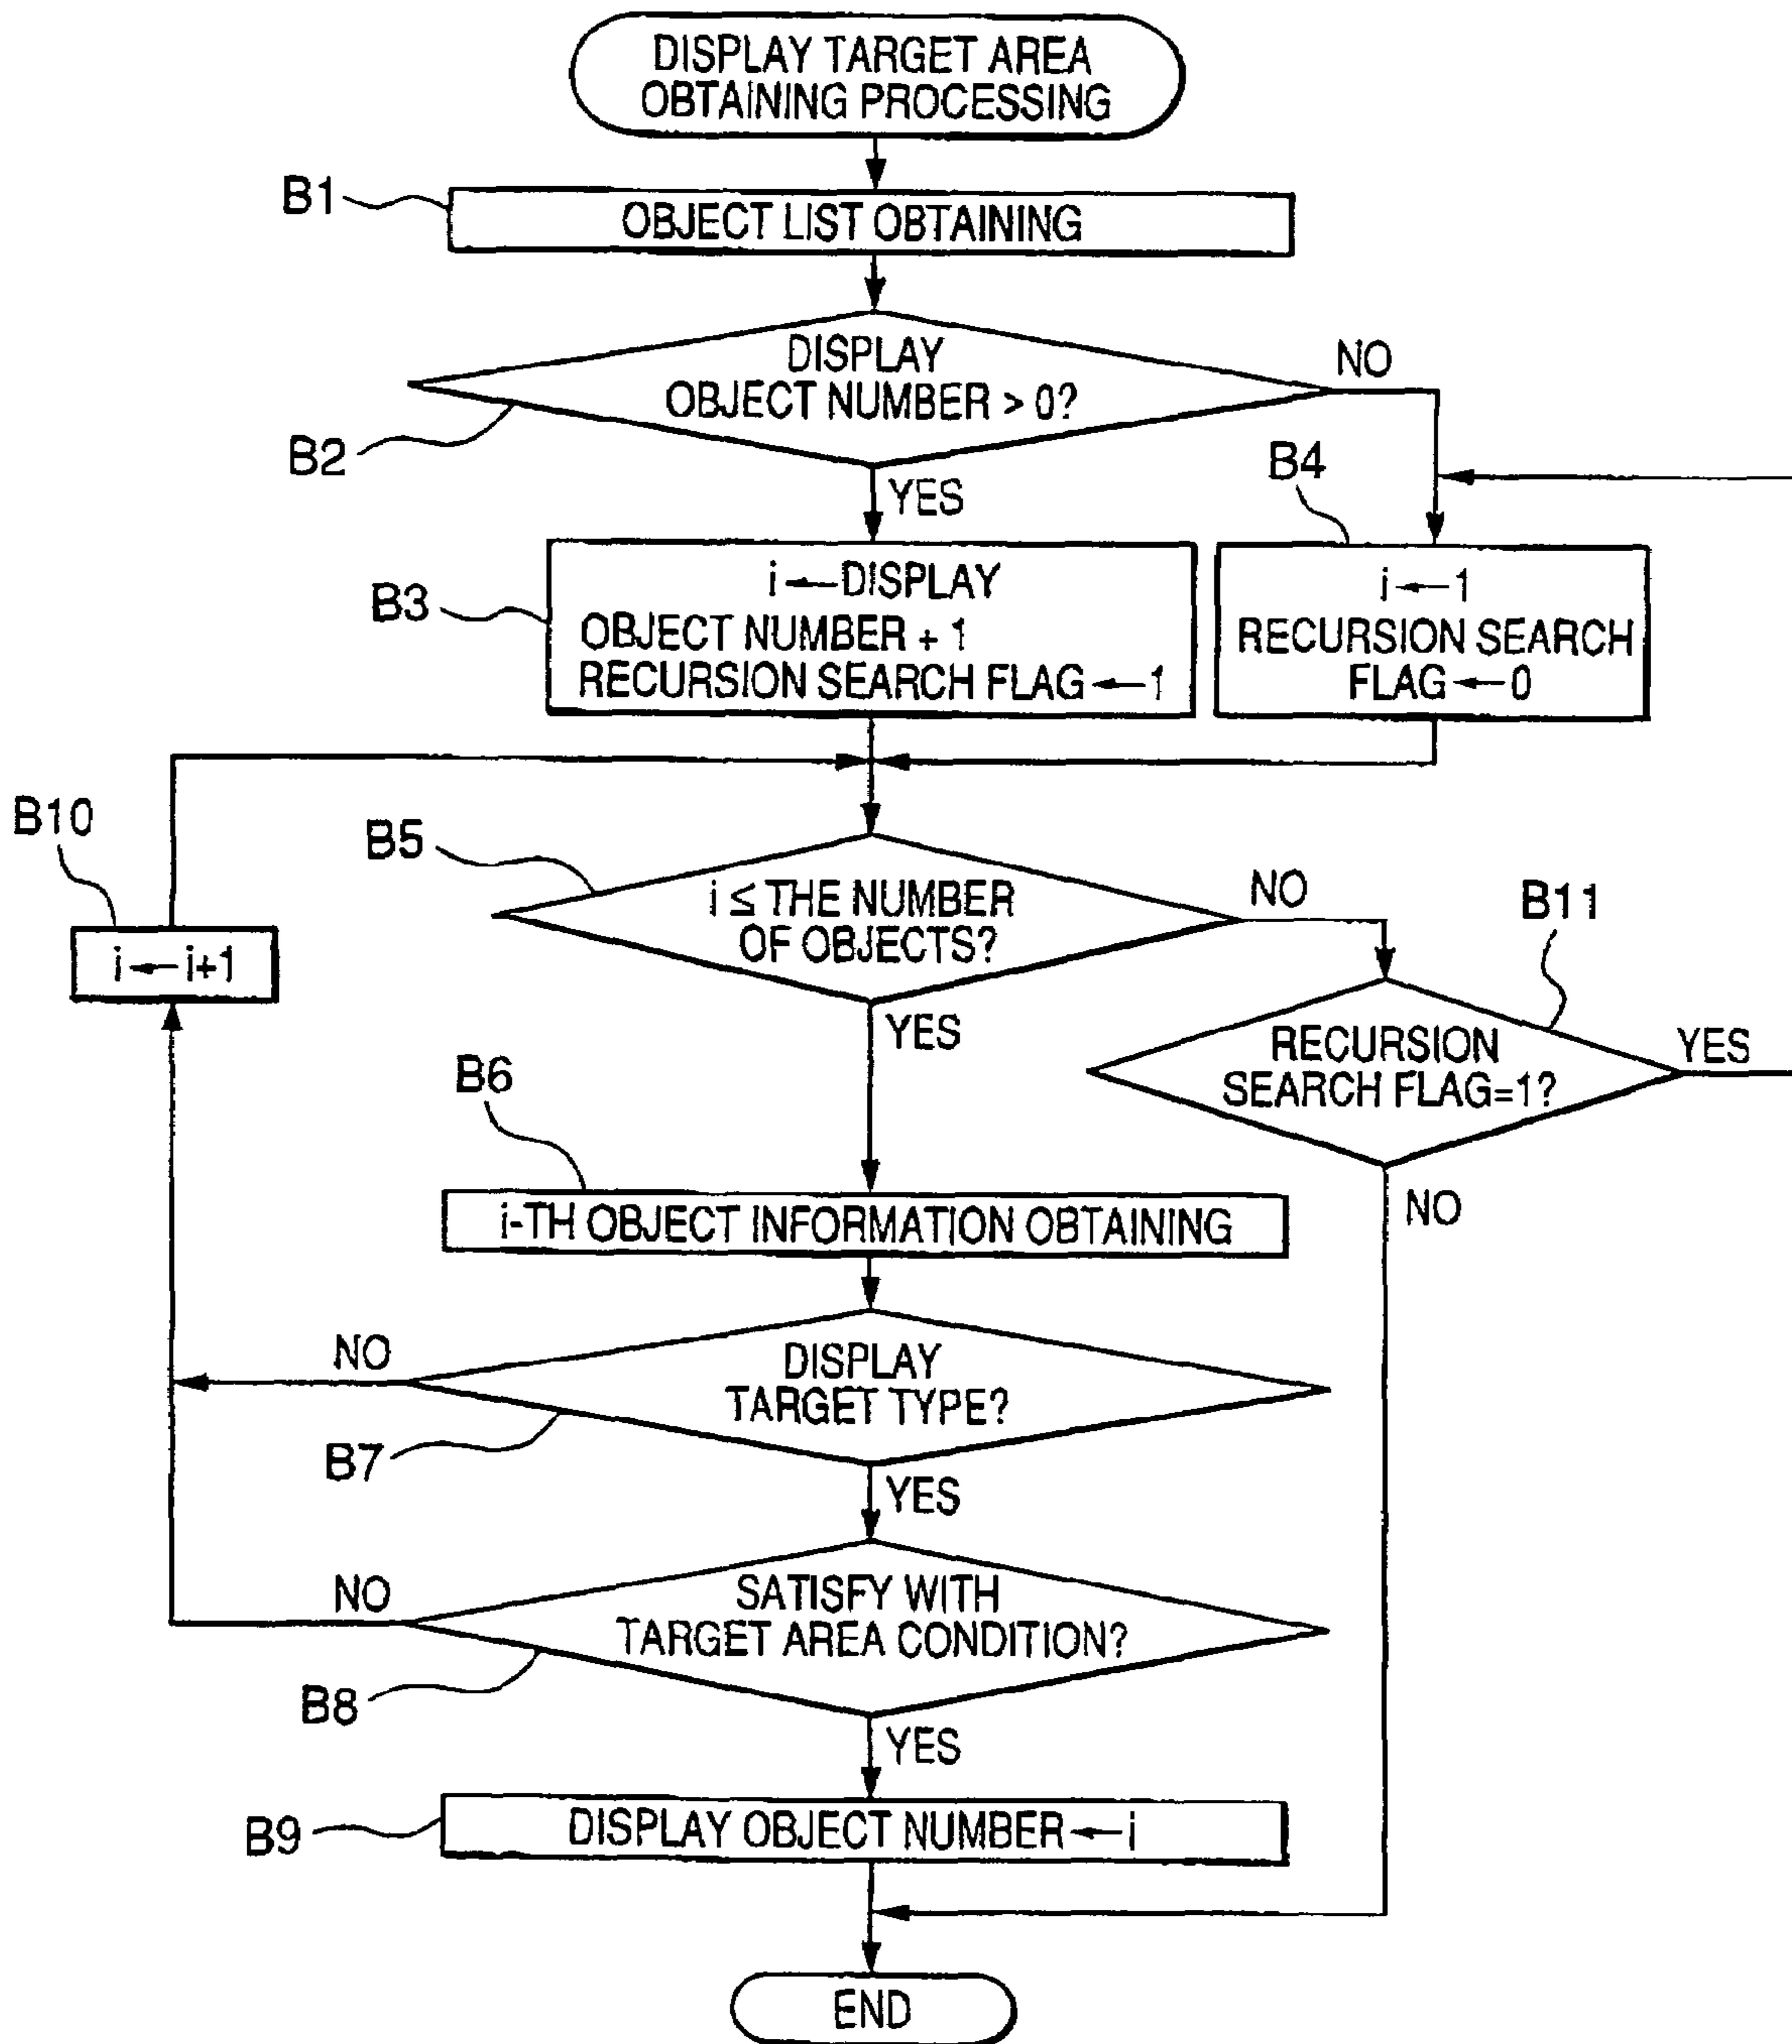 DISPLAY TARGET AREA
OBTAINING PROCESSING
B1
OBJECT LIST OBTAINING
DISPLAY
OBJECT NUMBER > 0?
NO
B2
YES
B4
B3
i←DISPLAY
OBJECT NUMBER + 1
RECURSION SEARCH FLAG←1
i←1
RECURSION SEARCH
FLAG←0
B10
i←i+1
B5
i ≤ THE NUMBER
OF OBJECTS?
NO
B11
YES
RECURSION
SEARCH FLAG=1?
YES
NO
B6
i-TH OBJECT INFORMATION OBTAINING
NO
DISPLAY
TARGET TYPE?
B7
YES
NO
SATISFY WITH
TARGET AREA CONDITION?
B8
YES
B9
DISPLAY OBJECT NUMBER←i
END